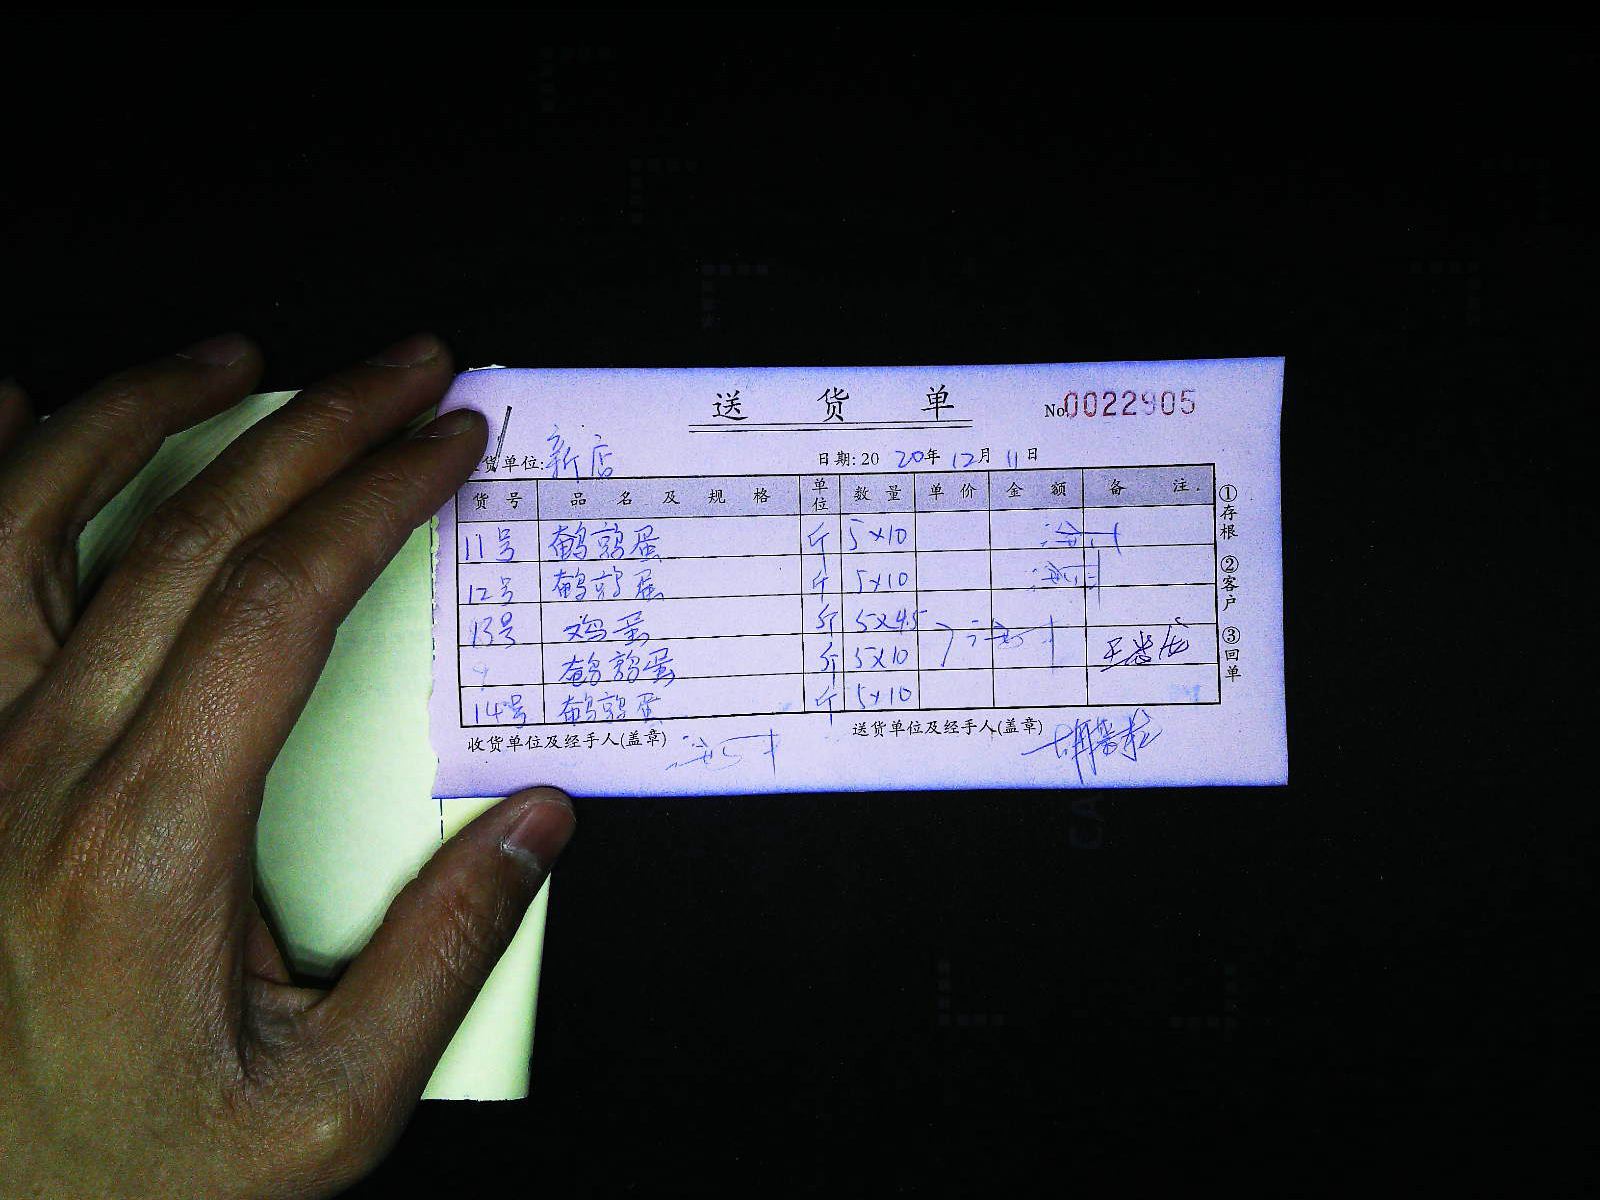 送 货 单
No.0022905
货单位:新店
日期: 20 20年 12月 11日
货号 品名及规格 单位 数量 单价 金额 备注
11号 鹌鹑蛋 斤 5×10
12号 鹌鹑蛋 斤 5×10
13号 鸡蛋 斤 5×45
鹌鹑蛋 斤 5×10
14号 鹌鹑蛋 斤 5×10
①存根 ②客户 ③回单
收货单位及经手人(盖章)
送货单位及经手人(盖章)